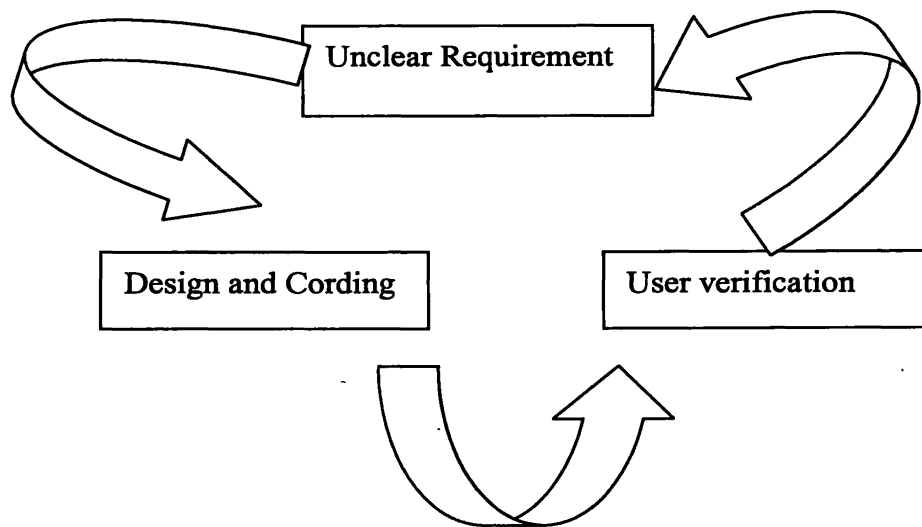 Unclear Requirement
Design and Cording
User verification